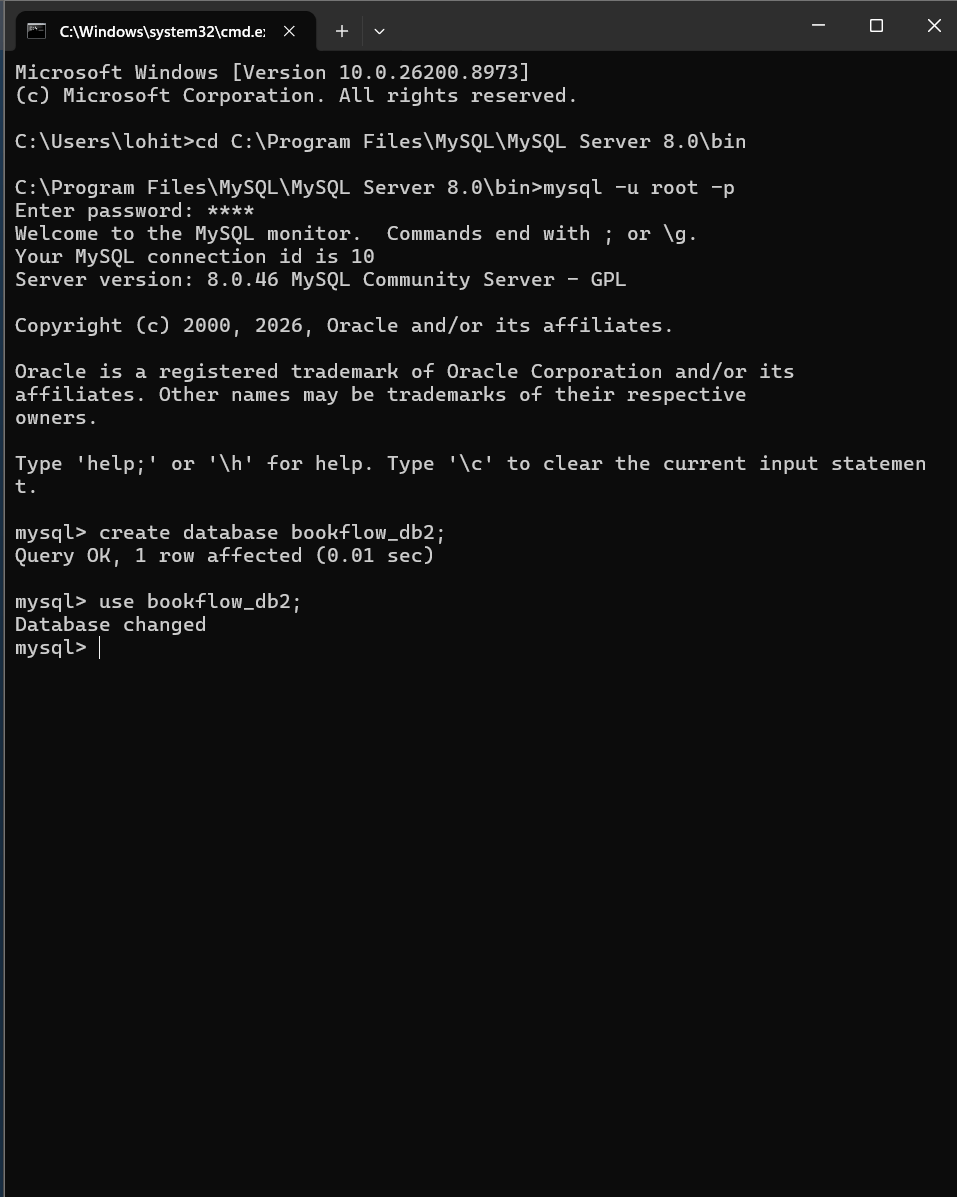 C:\Windows\system32\cmd.e
Microsoft Windows [Version 10.0.26200.8973]
(c) Microsoft Corporation. All rights reserved.
C:\Users\lohit>cd C:\Program Files\MySQL\MySQL Server 8.0\bin
C:\Program Files\MySQL\MySQL Server 8.0\bin>mysql -u root -p
Enter password: ****
Welcome to the MySQL monitor.  Commands end with ; or \g.
Your MySQL connection id is 10
Server version: 8.0.46 MySQL Community Server - GPL
Copyright (c) 2000, 2026, Oracle and/or its affiliates.
Oracle is a registered trademark of Oracle Corporation and/or its
affiliates. Other names may be trademarks of their respective
owners.
Type 'help;' or '\h' for help. Type '\c' to clear the current input statemen
t.
mysql> create database bookflow_db2;
Query OK, 1 row affected (0.01 sec)
mysql> use bookflow_db2;
Database changed
mysql>